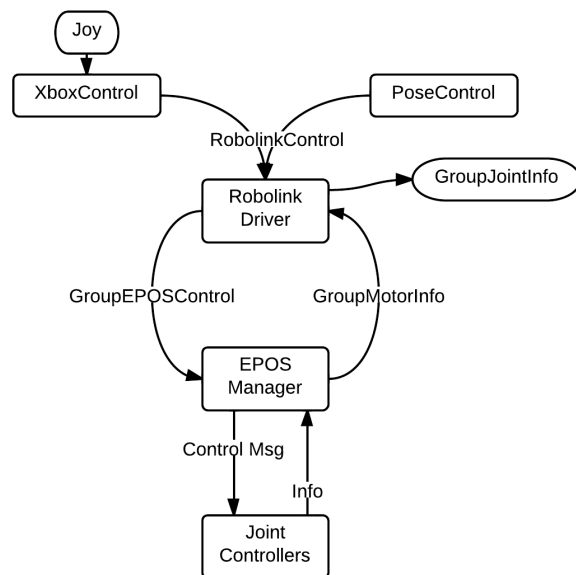 Joy
XboxControl
PoseControl
RobolinkControl
GroupJointInfo
Robolink
Driver
GroupEPOSControl
GroupMotorInfo
EPOS
Manager
Control Msg
Info
Joint
Controllers